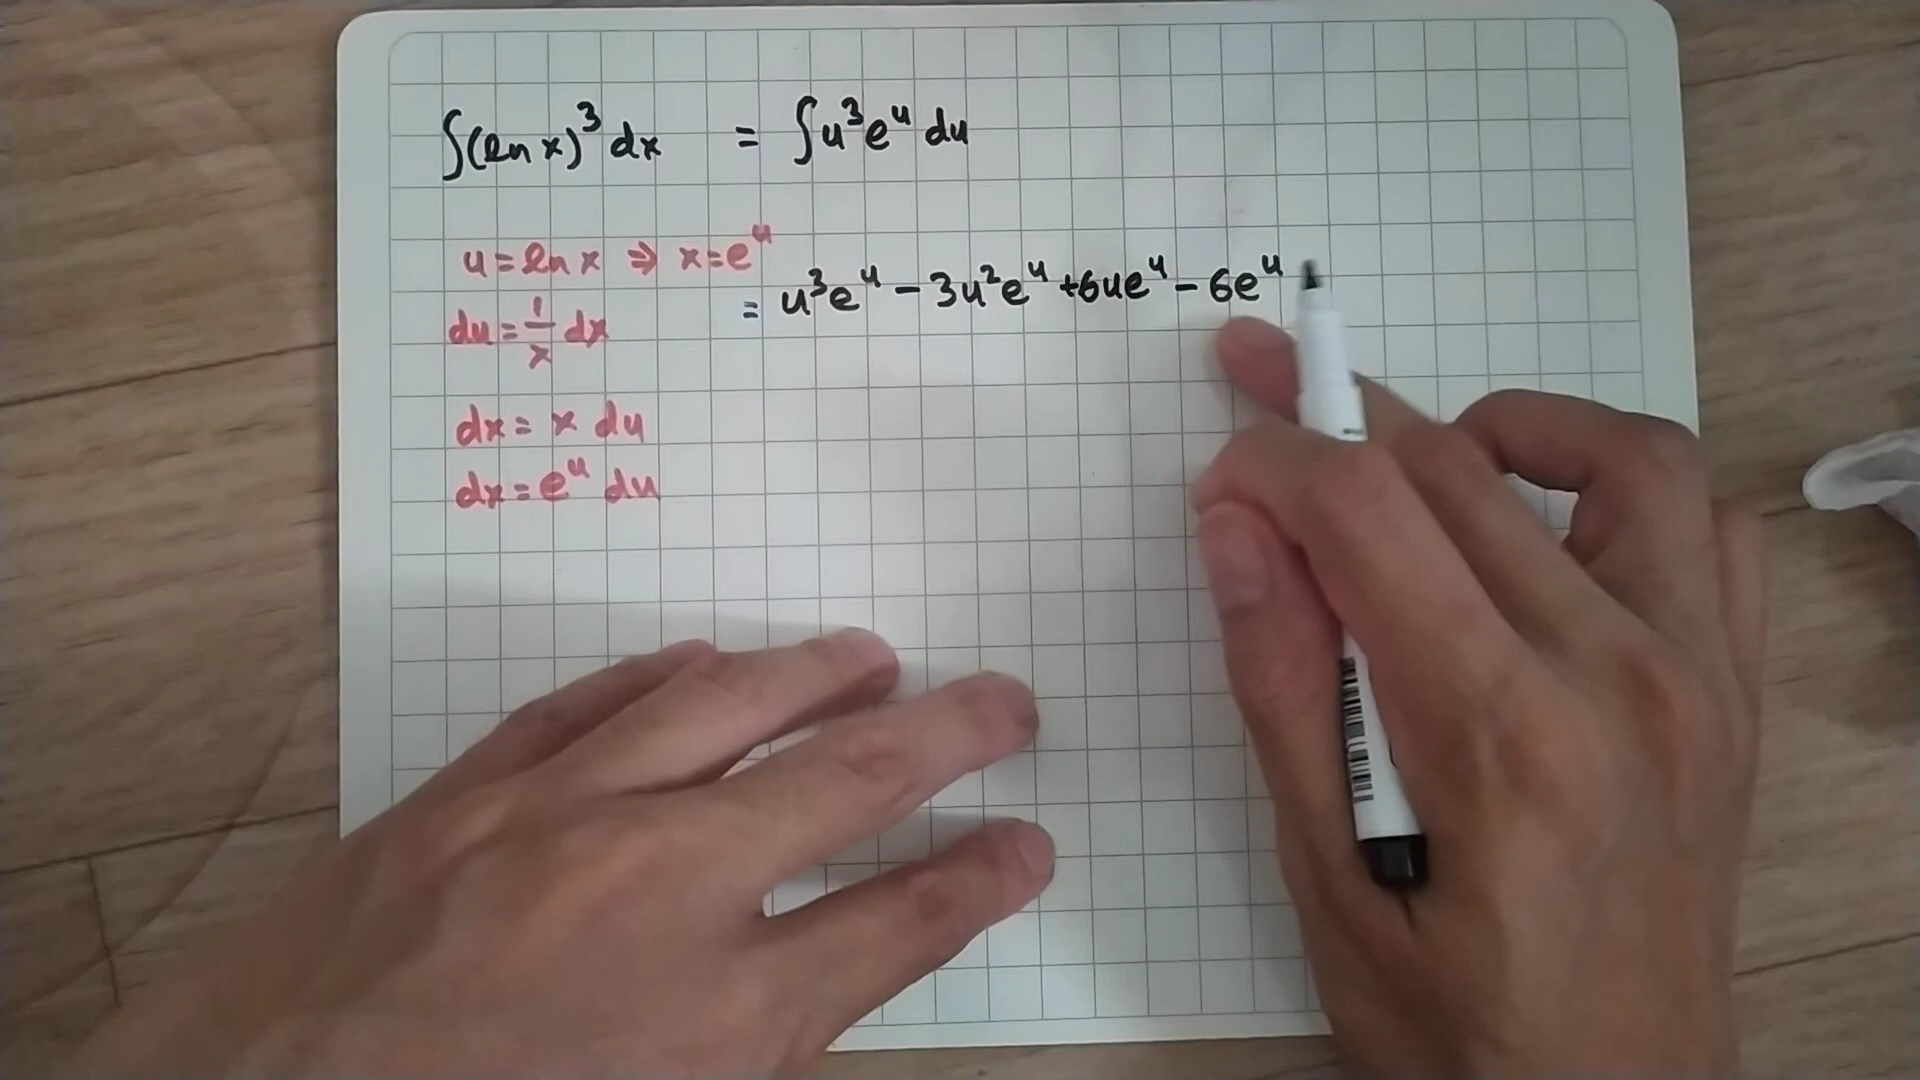 ∫(ln x)³ dx = ∫u³eᵘ du
u = ln x ⇒ x = eᵘ
du = 1/x dx
= u³eᵘ − 3u²eᵘ + 6ueᵘ − 6eᵘ
dx = x du
dx = eᵘ du